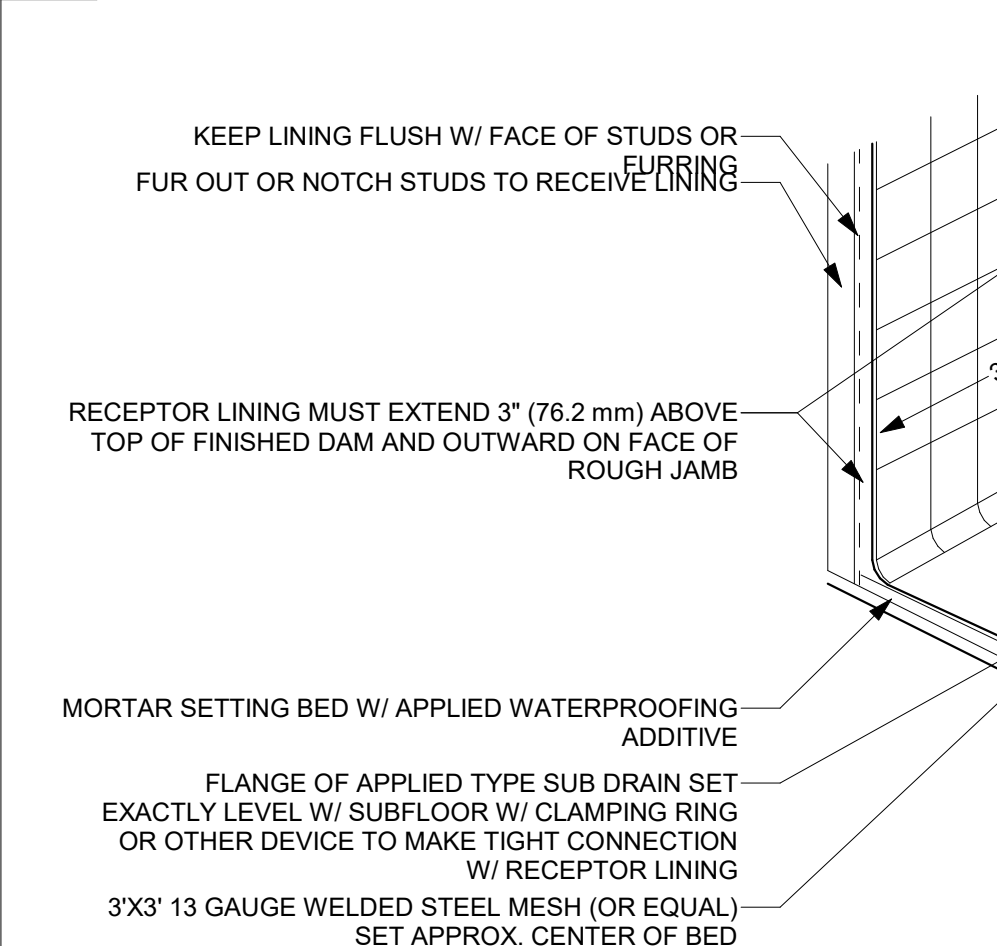 KEEP LINING FLUSH W/ FACE OF STUDS OR
FURRING
FUR OUT OR NOTCH STUDS TO RECEIVE LINING
RECEPTOR LINING MUST EXTEND 3" (76.2 mm) ABOVE
TOP OF FINISHED DAM AND OUTWARD ON FACE OF
ROUGH JAMB
MORTAR SETTING BED W/ APPLIED WATERPROOFING
ADDITIVE
FLANGE OF APPLIED TYPE SUB DRAIN SET
EXACTLY LEVEL W/ SUBFLOOR W/ CLAMPING RING
OR OTHER DEVICE TO MAKE TIGHT CONNECTION
W/ RECEPTOR LINING
3'X3' 13 GAUGE WELDED STEEL MESH (OR EQUAL)
SET APPROX. CENTER OF BED